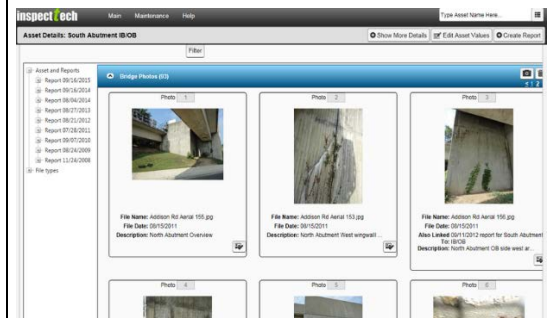 inspecttech Main Maintenance Help Type Asset Name Here...
Asset Details: South Abutment IB/OB Show More Details Edit Asset Values Create Report
Filter
Asset and Reports
Report 09/16/2015
Report 09/16/2014
Report 06/04/2014
Report 08/27/2013
Report 08/21/2012
Report 07/28/2011
Report 09/07/2010
Report 08/24/2009
Report 11/24/2008
File types
Bridge Photos (63)
1 2
Photo 1
File Name: Addison Rd Aerial 155.jpg
File Date: 08/15/2011
Description: North Abutment Overview
Photo 2
File Name: Addison Rd Aerial 153.jpg
File Date: 08/15/2011
Description: North Abutment West wingwall ...
Photo 3
File Name: Addison Rd Aerial 156.jpg
File Date: 08/15/2011
Also Linked 08/11/2012 report for South Abutment
To: IB/OB
Description: North Abutment OB side west ar...
Photo 4
Photo 5
Photo 6